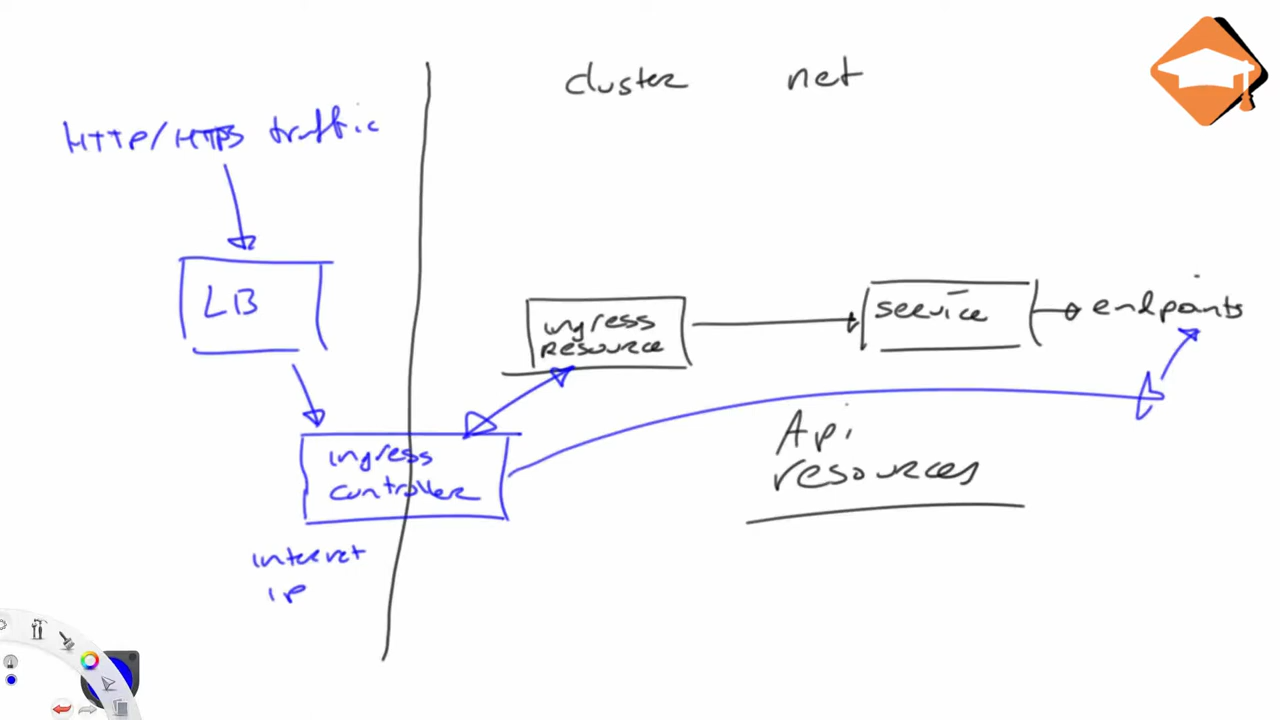 cluster net
HTTP/HTTPS traffic
LB
ingress
resource
service
endpoints
Api
resources
ingress
controller
internet
ip